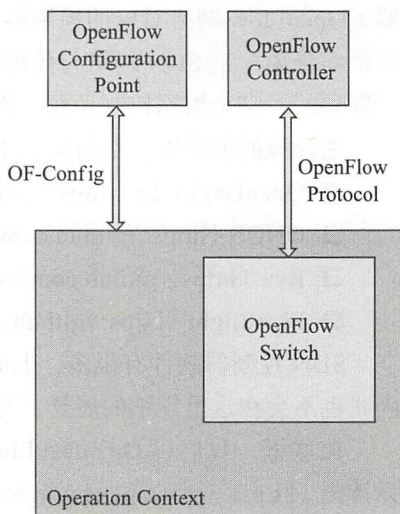 OpenFlow
Configuration
Point
OpenFlow
Controller
OF-Config
OpenFlow
Protocol
OpenFlow
Switch
Operation Context